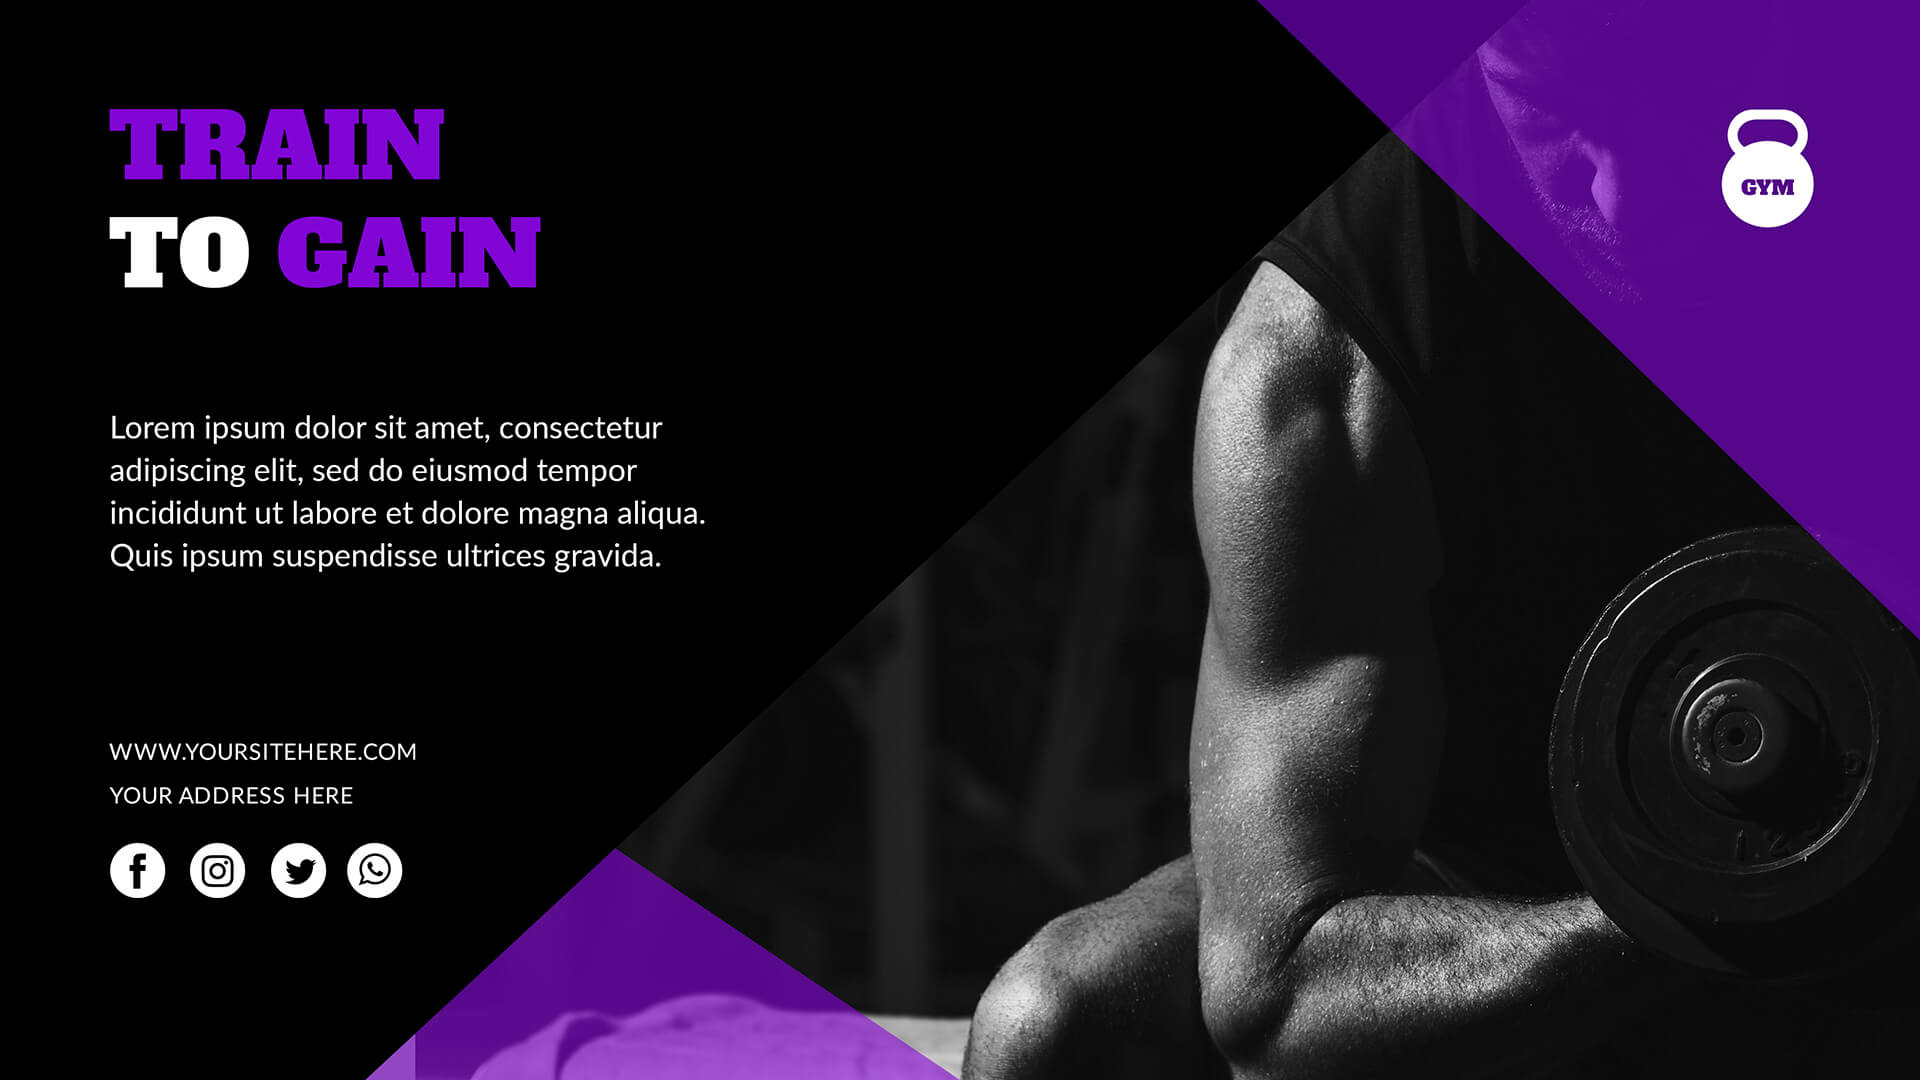 TRAIN
TO GAIN
GYM
Lorem ipsum dolor sit amet, consectetur
adipiscing elit, sed do eiusmod tempor
incididunt ut labore et dolore magna aliqua.
Quis ipsum suspendisse ultrices gravida.
WWW.YOURSITEHERE.COM
YOUR ADDRESS HERE